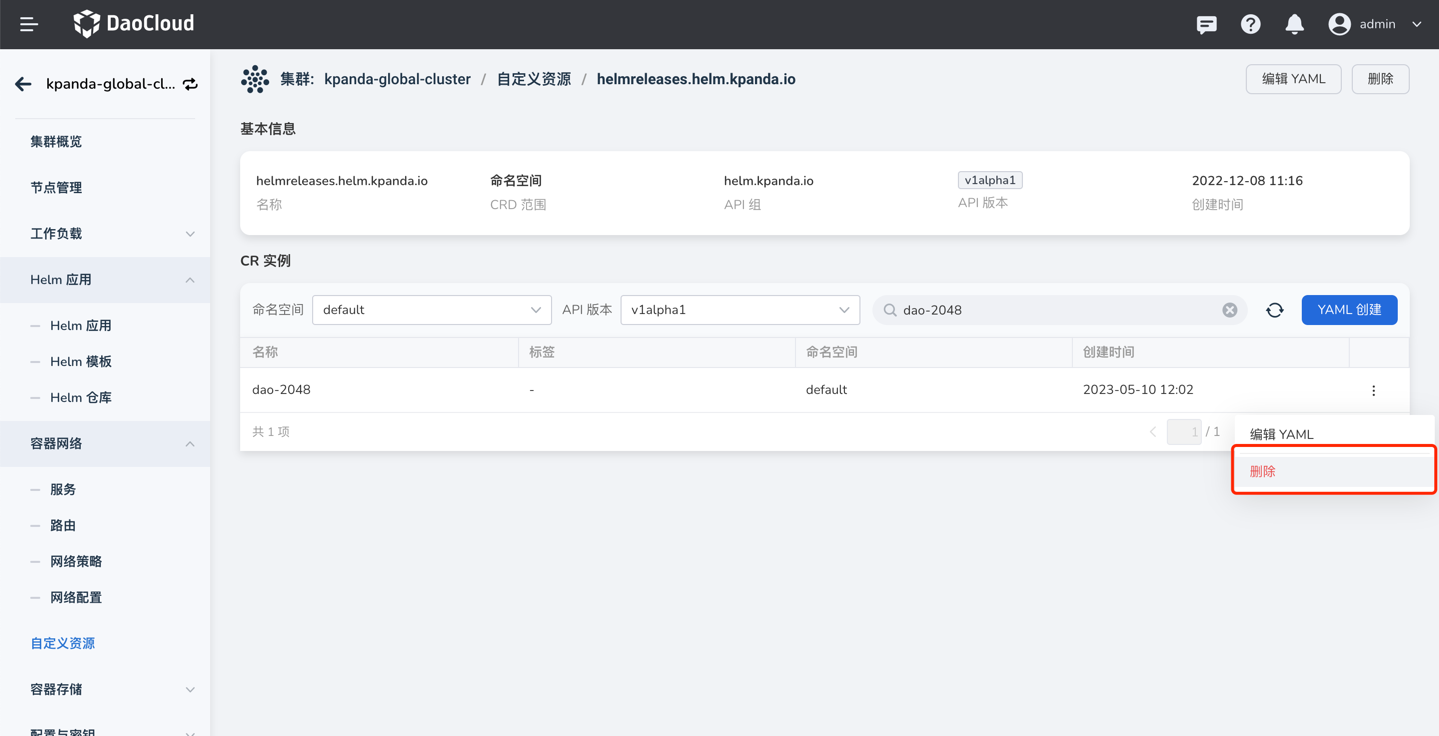 DaoCloud
admin
kpanda-global-cl...
集群概览
节点管理
工作负载
Helm 应用
Helm 应用
Helm 模板
Helm 仓库
容器网络
服务
路由
网络策略
网络配置
自定义资源
容器存储
配置与密钥
集群: kpanda-global-cluster / 自定义资源 / helmreleases.helm.kpanda.io
编辑 YAML 删除
基本信息
helmreleases.helm.kpanda.io 命名空间 helm.kpanda.io v1alpha1 2022-12-08 11:16
名称 CRD 范围 API 组 API 版本 创建时间
CR 实例
命名空间 default API 版本 v1alpha1 dao-2048 YAML 创建
名称 标签 命名空间 创建时间
dao-2048 - default 2023-05-10 12:02
共 1 项 1 / 1
编辑 YAML
删除